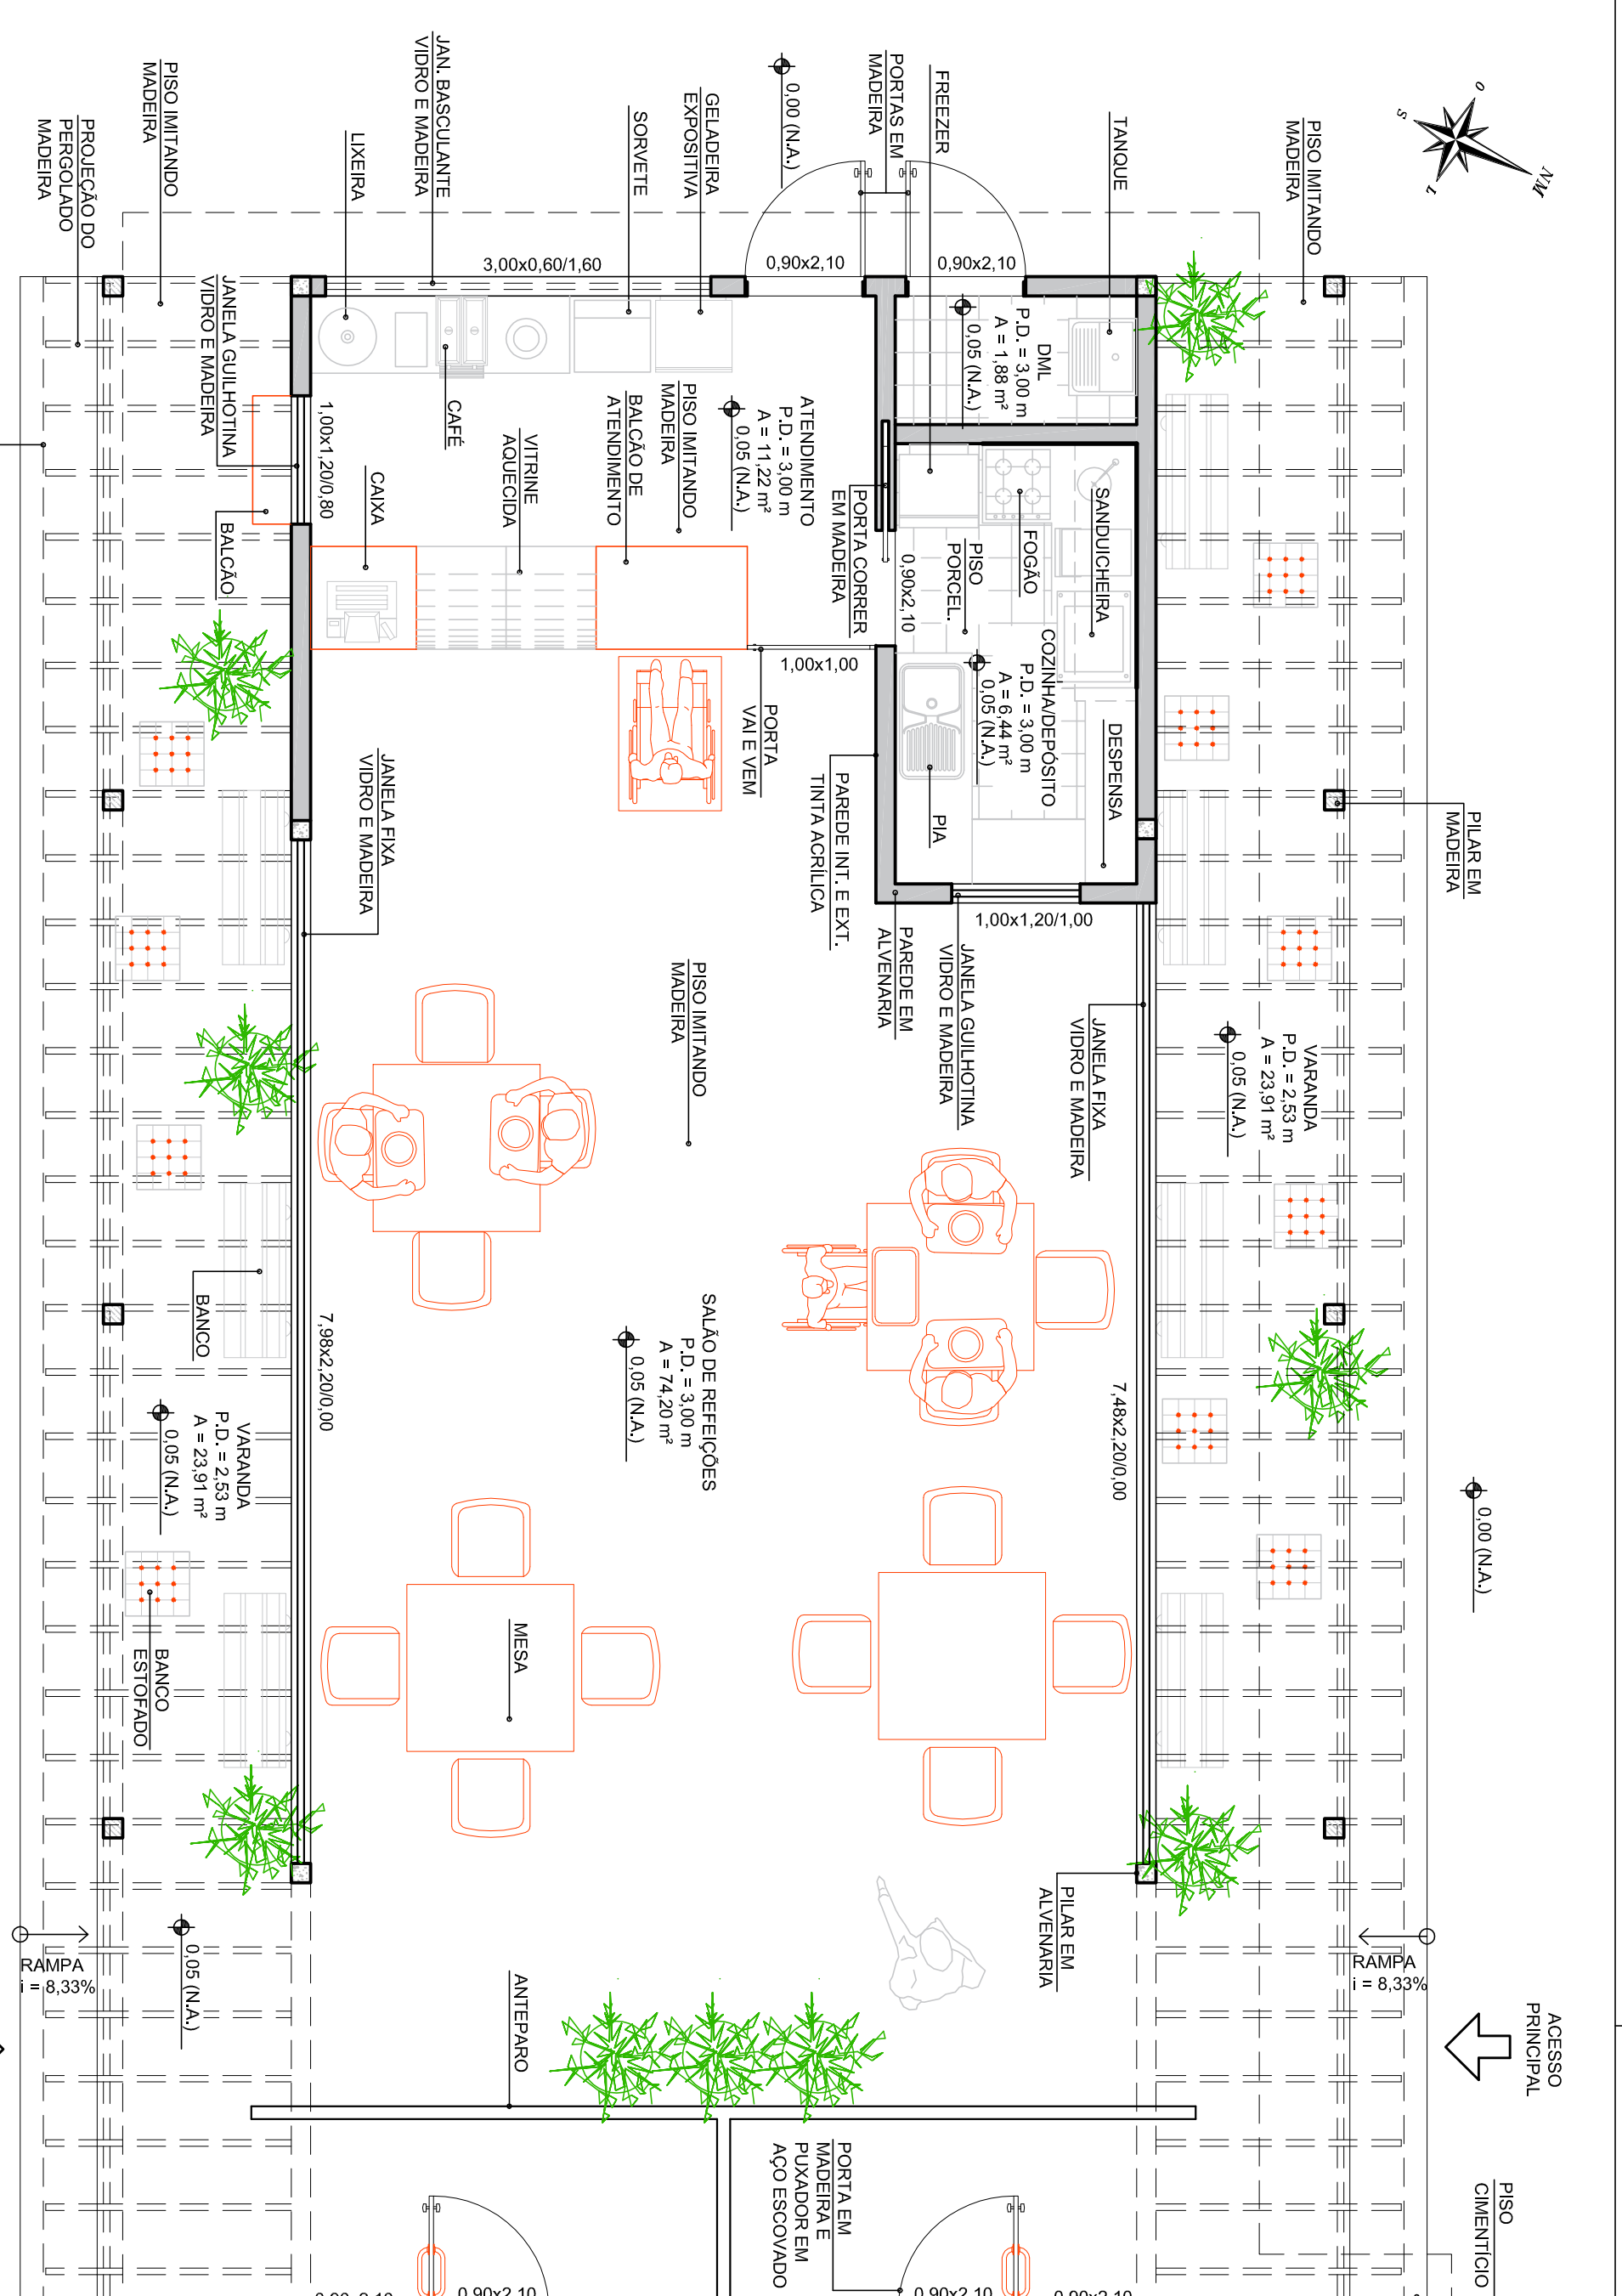 O
S
L
NM
PISO IMITANDO
MADEIRA
TANQUE
FREEZER
PORTAS EM
MADEIRA
0,00 (N.A.)
GELADEIRA
EXPOSITIVA
SORVETE
JAN. BASCULANTE
VIDRO E MADEIRA
LIXEIRA
PISO IMITANDO
MADEIRA
PROJEÇÃO DO
PERGOLADO
MADEIRA
3,00x0,60/1,60
0,90x2,10
0,90x2,10
JANELA GUILHOTINA
VIDRO E MADEIRA
1,00x1,20/0,80
BALCÃO
CAIXA
CAFÉ
VITRINE
AQUECIDA
BALCÃO DE
ATENDIMENTO
PISO IMITANDO
MADEIRA
ATENDIMENTO
P.D. = 3,00 m
A = 11,22 m²
0,05 (N.A.)
DML
P.D. = 3,00 m
A = 1,88 m²
0,05 (N.A.)
PORTA CORRER
EM MADEIRA
0,90x2,10
SANDUICHEIRA
FOGÃO
PISO
PORCEL.
COZINHA/DEPÓSITO
P.D. = 3,00 m
A = 6,44 m²
0,05 (N.A.)
DESPENSA
PIA
1,00x1,00
PORTA
VAI E VEM
PAREDE INT. E EXT.
TINTA ACRÍLICA
PILAR EM
MADEIRA
JANELA FIXA
VIDRO E MADEIRA
1,00x1,20/1,00
PAREDE EM
ALVENARIA
JANELA GUILHOTINA
VIDRO E MADEIRA
JANELA FIXA
VIDRO E MADEIRA
PISO IMITANDO
MADEIRA
VARANDA
P.D. = 2,53 m
A = 23,91 m²
0,05 (N.A.)
BANCO
7,98x2,20/0,00
SALÃO DE REFEIÇÕES
P.D. = 3,00 m
A = 74,20 m²
0,05 (N.A.)
7,48x2,20/0,00
0,00 (N.A.)
VARANDA
P.D. = 2,53 m
A = 23,91 m²
0,05 (N.A.)
BANCO
ESTOFADO
MESA
PILAR EM
ALVENARIA
0,05 (N.A.)
RAMPA
i = 8,33%
RAMPA
i = 8,33%
ANTEPARO
ACESSO
PRINCIPAL
PORTA EM
MADEIRA E
PUXADOR EM
AÇO ESCOVADO
PISO
CIMENTÍCIO
0,90x2,10
0,90x2,10
0,90x2,10
0,90x2,10